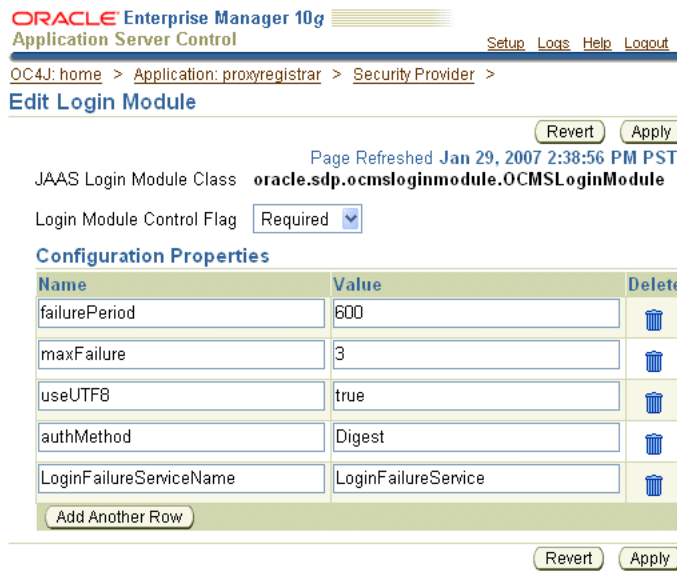 ORACLE Enterprise Manager 10g
Application Server Control
Setup Logs Help Logout
OC4J: home > Application: proxyregistrar > Security Provider >
Edit Login Module
Revert Apply
Page Refreshed Jan 29, 2007 2:38:56 PM PST
JAAS Login Module Class oracle.sdp.ocmsloginmodule.OCMSLoginModule
Login Module Control Flag Required
Configuration Properties
Name Value Delete
failurePeriod 600
maxFailure 3
useUTF8 true
authMethod Digest
LoginFailureServiceName LoginFailureService
Add Another Row
Revert Apply